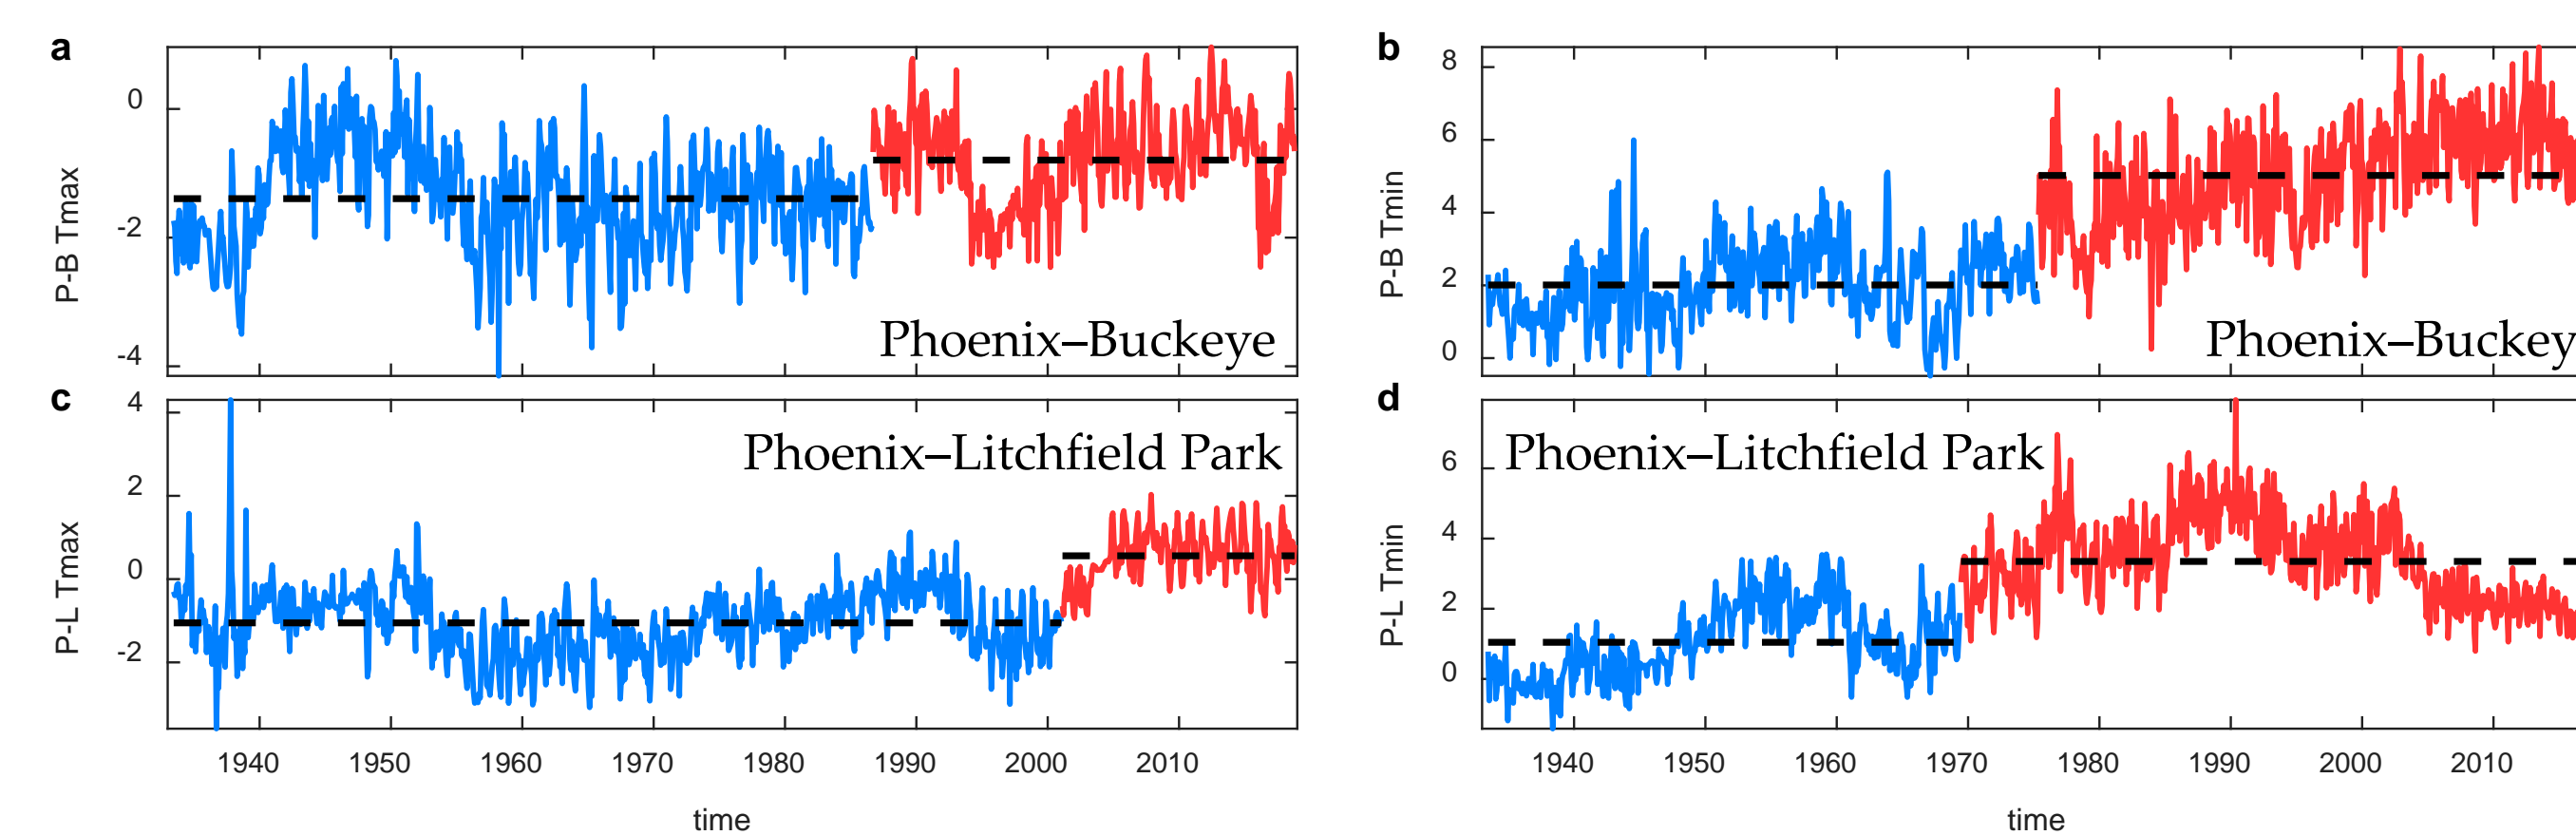 a
0
-2
-4
P-B Tmax
Phoenix–Buckeye
b
8
6
4
2
0
P-B Tmin
Phoenix–Buckey
c
4
2
0
-2
P-L Tmax
Phoenix–Litchfield Park
1940 1950 1960 1970 1980 1990 2000 2010
time
d
6
4
2
0
P-L Tmin
Phoenix–Litchfield Park
1940 1950 1960 1970 1980 1990 2000 2010
time